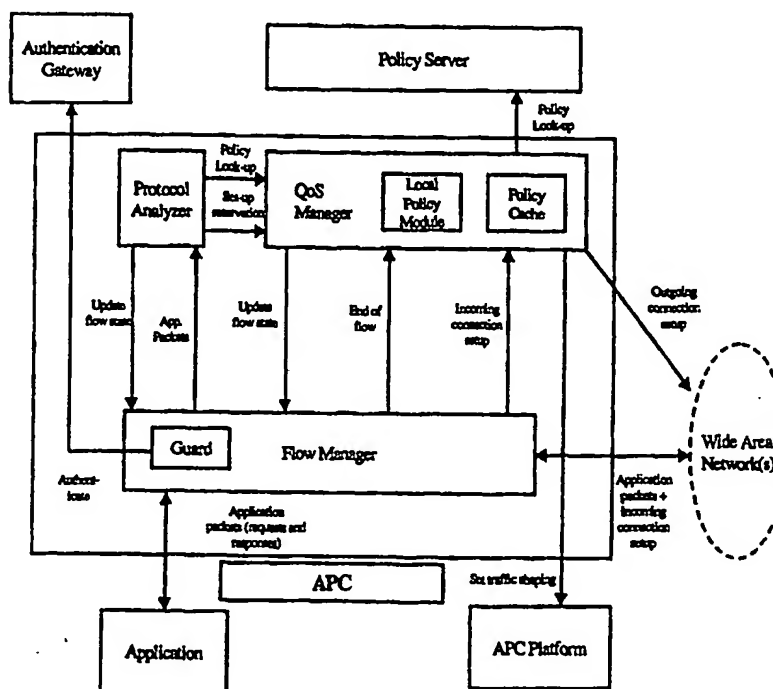 Authentication
Gateway
Policy Server
Policy
Look-up
Policy
Look-up
Set-up
reservation
Protocol
Analyzer
QoS
Manager
Local
Policy
Module
Policy
Cache
Update
flow state
App.
Packets
Update
flow state
End of
flow
Incoming
connection
setup
Outgoing
connection
setup
Guard
Flow Manager
Wide Area
Network(s)
Authent-
icate
Application
packets (requests and
responses)
Application
packets +
incoming
connection
setup
APC
Set traffic shaping
Application
APC Platform